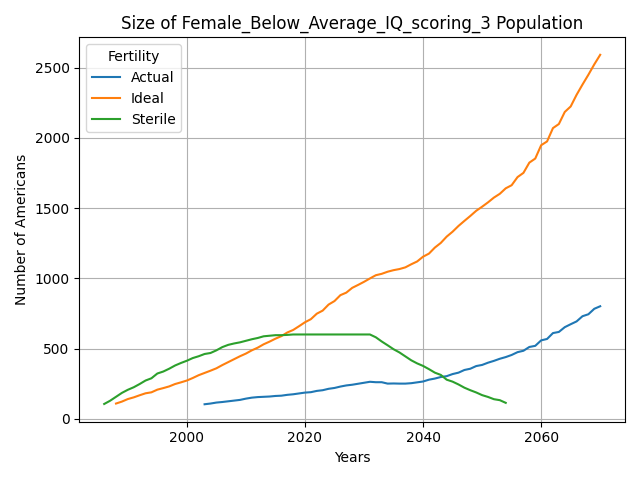 Size of Female_Below_Average_IQ_scoring_3 Population
Fertility
Actual
Ideal
Sterile
Number of Americans
2500
2000
1500
1000
500
0
2000
2020
2040
2060
Years